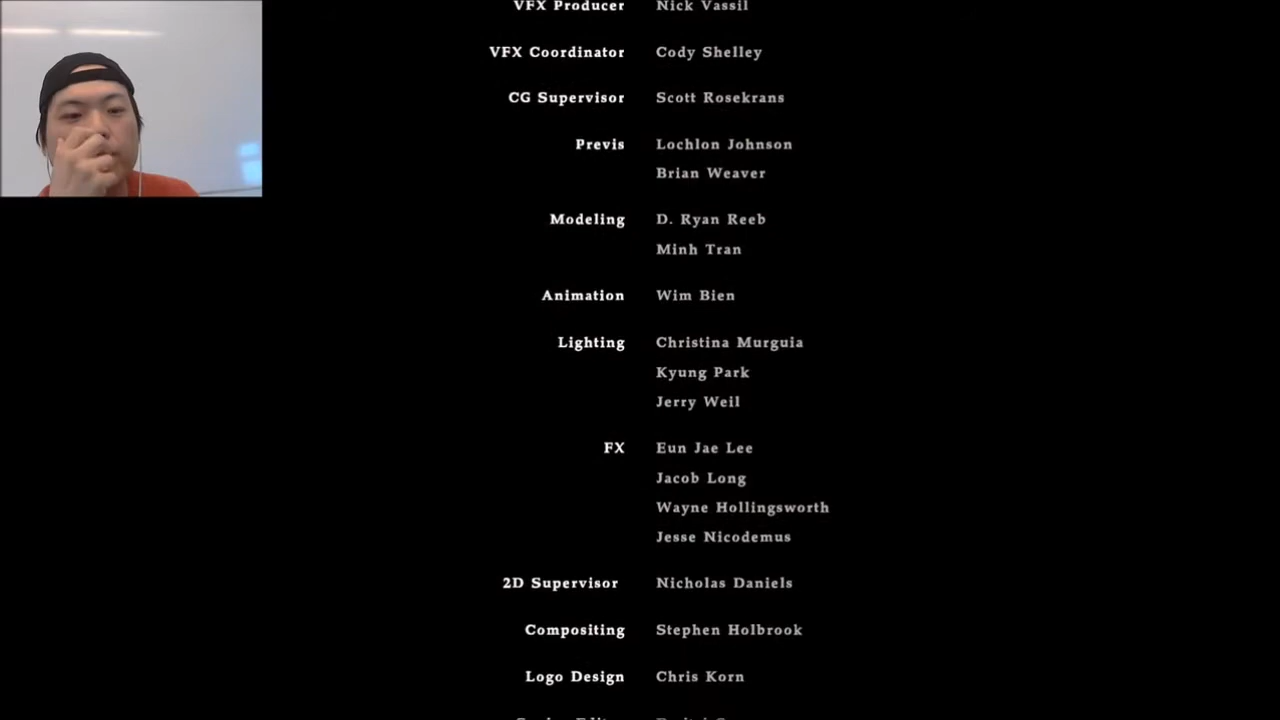 VFX Producer Nick Vassil
VFX Coordinator Cody Shelley
CG Supervisor Scott Rosekrans
Previs Lochlon Johnson
Brian Weaver
Modeling D. Ryan Reeb
Minh Tran
Animation Wim Bien
Lighting Christina Murguia
Kyung Park
Jerry Weil
FX Eun Jae Lee
Jacob Long
Wayne Hollingsworth
Jesse Nicodemus
2D Supervisor Nicholas Daniels
Compositing Stephen Holbrook
Logo Design Chris Korn